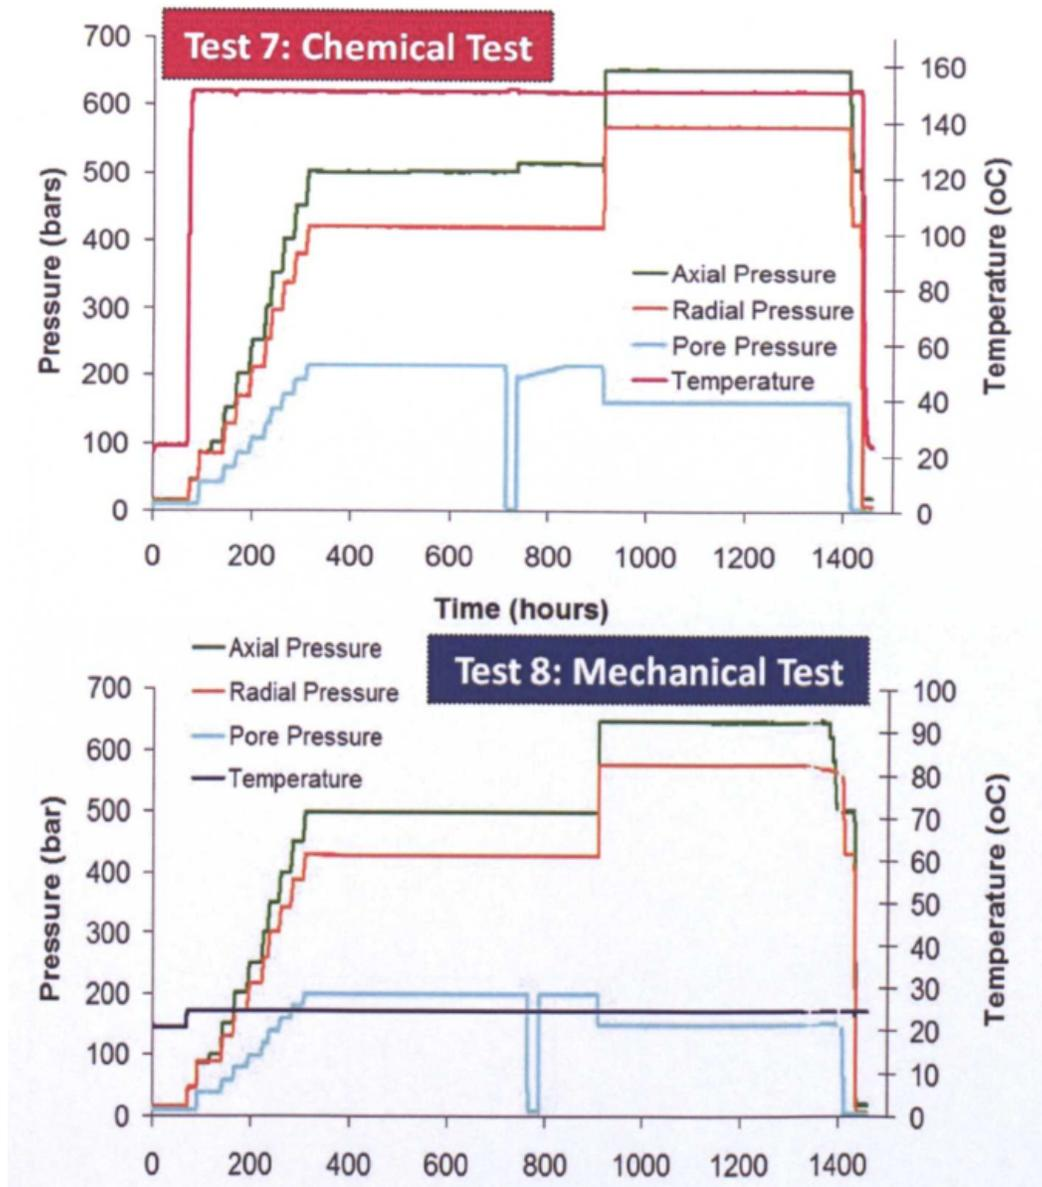 Test 7: Chemical Test
700
600
500
400
300
200
100
0
Pressure (bars)
160
140
120
100
80
60
40
20
0
Temperature (oC)
Axial Pressure
Radial Pressure
Pore Pressure
Temperature
0 200 400 600 800 1000 1200 1400
Time (hours)
Test 8: Mechanical Test
Axial Pressure
Radial Pressure
Pore Pressure
Temperature
700
600
500
400
300
200
100
0
Pressure (bar)
100
90
80
70
60
50
40
30
20
10
0
Temperature (oC)
0 200 400 600 800 1000 1200 1400